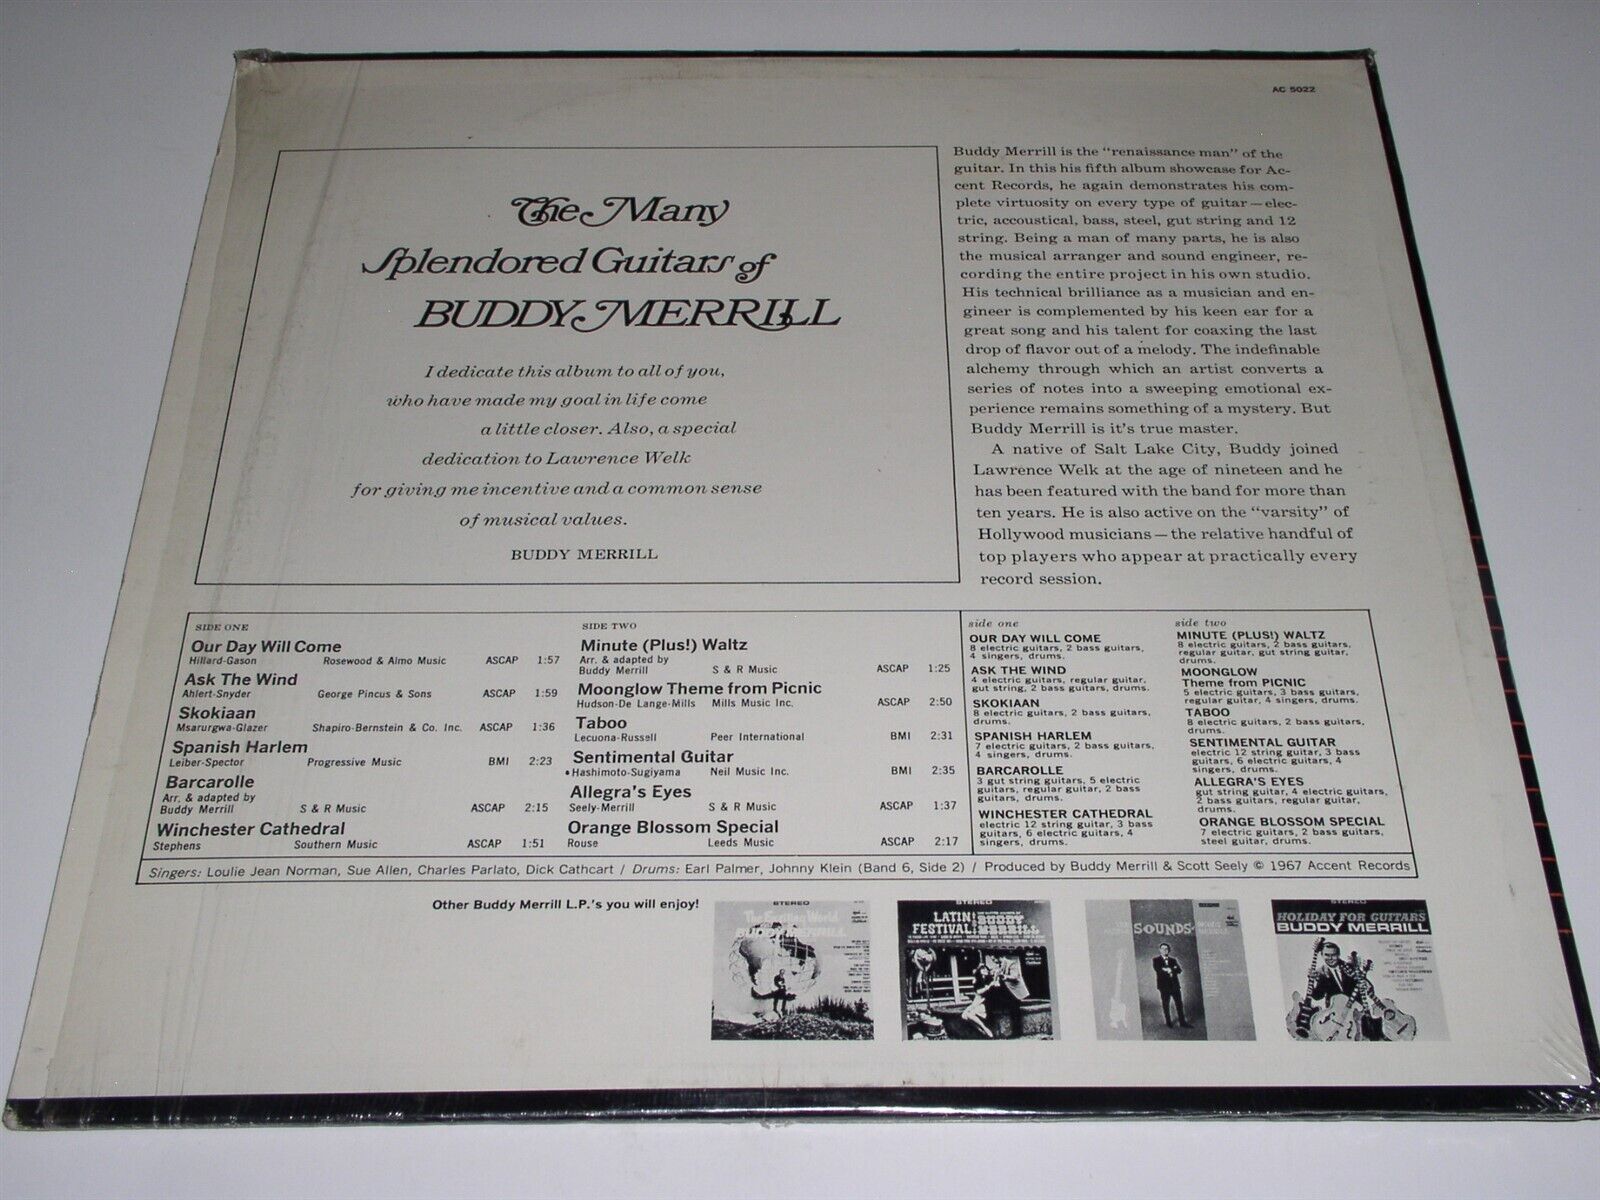 AC 5022
The Many
Splendored Guitars of
BUDDY MERRILL
I dedicate this album to all of you,
who have made my goal in life come
a little closer. Also, a special
dedication to Lawrence Welk
for giving me incentive and a common sense
of musical values.
BUDDY MERRILL
Buddy Merrill is the "renaissance man" of the
guitar. In this his fifth album showcase for Ac-
cent Records, he again demonstrates his com-
plete virtuosity on every type of guitar—elec-
tric, accoustical, bass, steel, gut string and 12
string. Being a man of many parts, he is also
the musical arranger and sound engineer, re-
cording the entire project in his own studio.
His technical brilliance as a musician and en-
gineer is complemented by his keen ear for a
great song and his talent for coaxing the last
drop of flavor out of a melody. The indefinable
alchemy through which an artist converts a
series of notes into a sweeping emotional ex-
perience remains something of a mystery. But
Buddy Merrill is it's true master.
A native of Salt Lake City, Buddy joined
Lawrence Welk at the age of nineteen and he
has been featured with the band for more than
ten years. He is also active on the "varsity" of
Hollywood musicians—the relative handful of
top players who appear at practically every
record session.
SIDE ONE
Our Day Will Come
Hillard-Gason Rosewood & Almo Music ASCAP 1:57
Ask The Wind
Ahlert-Snyder George Pincus & Sons ASCAP 1:59
Skokiaan
Msarurgwa-Glazer Shapiro-Bernstein & Co. Inc. ASCAP 1:36
Spanish Harlem
Leiber-Spector Progressive Music BMI 2:23
Barcarolle
Arr. & adapted by
Buddy Merrill S & R Music ASCAP 2:15
Winchester Cathedral
Stephens Southern Music ASCAP 1:51
SIDE TWO
Minute (Plus!) Waltz
Arr. & adapted by
Buddy Merrill S & R Music ASCAP 1:25
Moonglow Theme from Picnic
Hudson-De Lange-Mills Mills Music Inc. ASCAP 2:50
Taboo
Lecuona-Russell Peer International BMI 2:31
Sentimental Guitar
•Hashimoto-Sugiyama Neil Music Inc. BMI 2:35
Allegra's Eyes
Seely-Merrill S & R Music ASCAP 1:37
Orange Blossom Special
Rouse Leeds Music ASCAP 2:17
side one
OUR DAY WILL COME
8 electric guitars, 2 bass guitars,
4 singers, drums.
ASK THE WIND
4 electric guitars, regular guitar,
gut string, 2 bass guitars, drums.
SKOKIAAN
8 electric guitars, 2 bass guitars,
drums.
SPANISH HARLEM
7 electric guitars, 2 bass guitars,
4 singers, drums.
BARCAROLLE
3 gut string guitars, 5 electric
guitars, regular guitar, 2 bass
guitars, drums.
WINCHESTER CATHEDRAL
electric 12 string guitar, 3 bass
guitars, 6 electric guitars, 4
singers, drums.
side two
MINUTE (PLUS!) WALTZ
8 electric guitars, 2 bass guitars,
regular guitar, gut string guitar,
drums.
MOONGLOW
Theme from PICNIC
5 electric guitars, 3 bass guitars,
regular guitar, 4 singers, drums.
TABOO
8 electric guitars, 2 bass guitars,
drums.
SENTIMENTAL GUITAR
electric 12 string guitar, 3 bass
guitars, 6 electric guitars, 4
singers, drums.
ALLEGRA'S EYES
gut string guitar, 4 electric guitars,
2 bass guitars, regular guitar,
drums.
ORANGE BLOSSOM SPECIAL
7 electric guitars, 2 bass guitars,
steel guitar, drums.
Singers: Loulie Jean Norman, Sue Allen, Charles Parlato, Dick Cathcart / Drums: Earl Palmer, Johnny Klein (Band 6, Side 2) / Produced by Buddy Merrill & Scott Seely © 1967 Accent Records
Other Buddy Merrill L.P.'s you will enjoy!
STEREO
The Exciting World
BUDDY MERRILL
STEREO
LATIN
FESTIVAL
BUDDY
MERRILL
SOUNDS
STEREO
HOLIDAY FOR GUITARS
BUDDY MERRILL